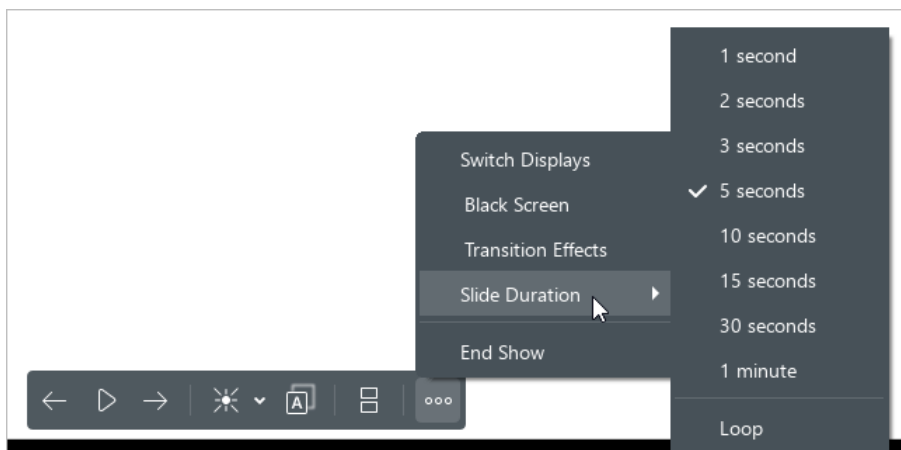 Switch Displays
Black Screen
Transition Effects
Slide Duration
End Show
1 second
2 seconds
3 seconds
5 seconds
10 seconds
15 seconds
30 seconds
1 minute
Loop
A